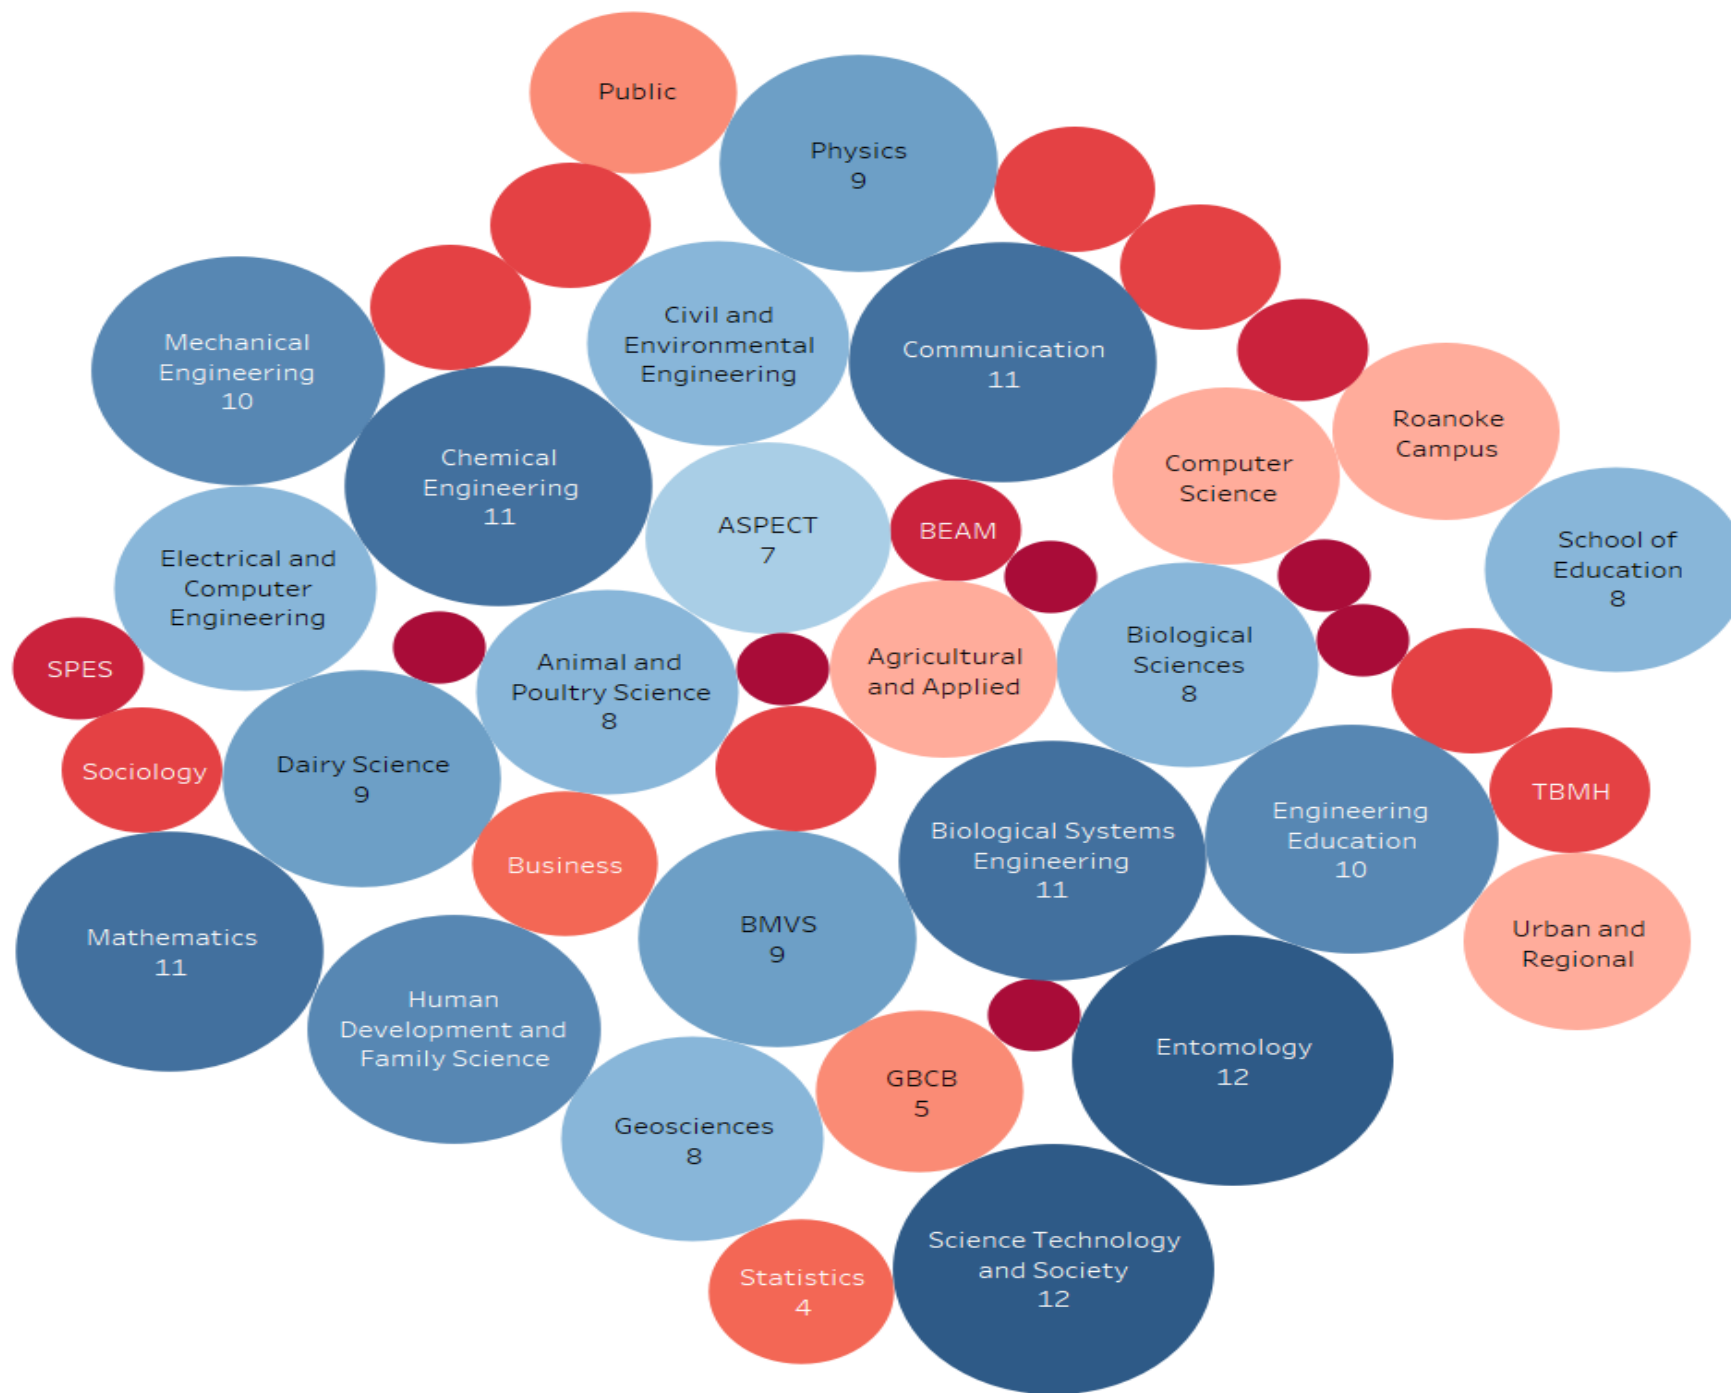 Public
Physics
9
Civil and
Environmental
Engineering
Communication
11
Mechanical
Engineering
10
Roanoke
Campus
Chemical
Engineering
11
Computer
Science
ASPECT
7
BEAM
School of
Education
8
Electrical and
Computer
Engineering
SPES
Animal and
Poultry Science
8
Agricultural
and Applied
Biological
Sciences
8
Sociology
Dairy Science
9
TBMH
Business
Biological Systems
Engineering
11
Engineering
Education
10
Mathematics
11
BMVS
9
Urban and
Regional
Human
Development and
Family Science
Entomology
12
GBCB
5
Geosciences
8
Statistics
4
Science Technology
and Society
12